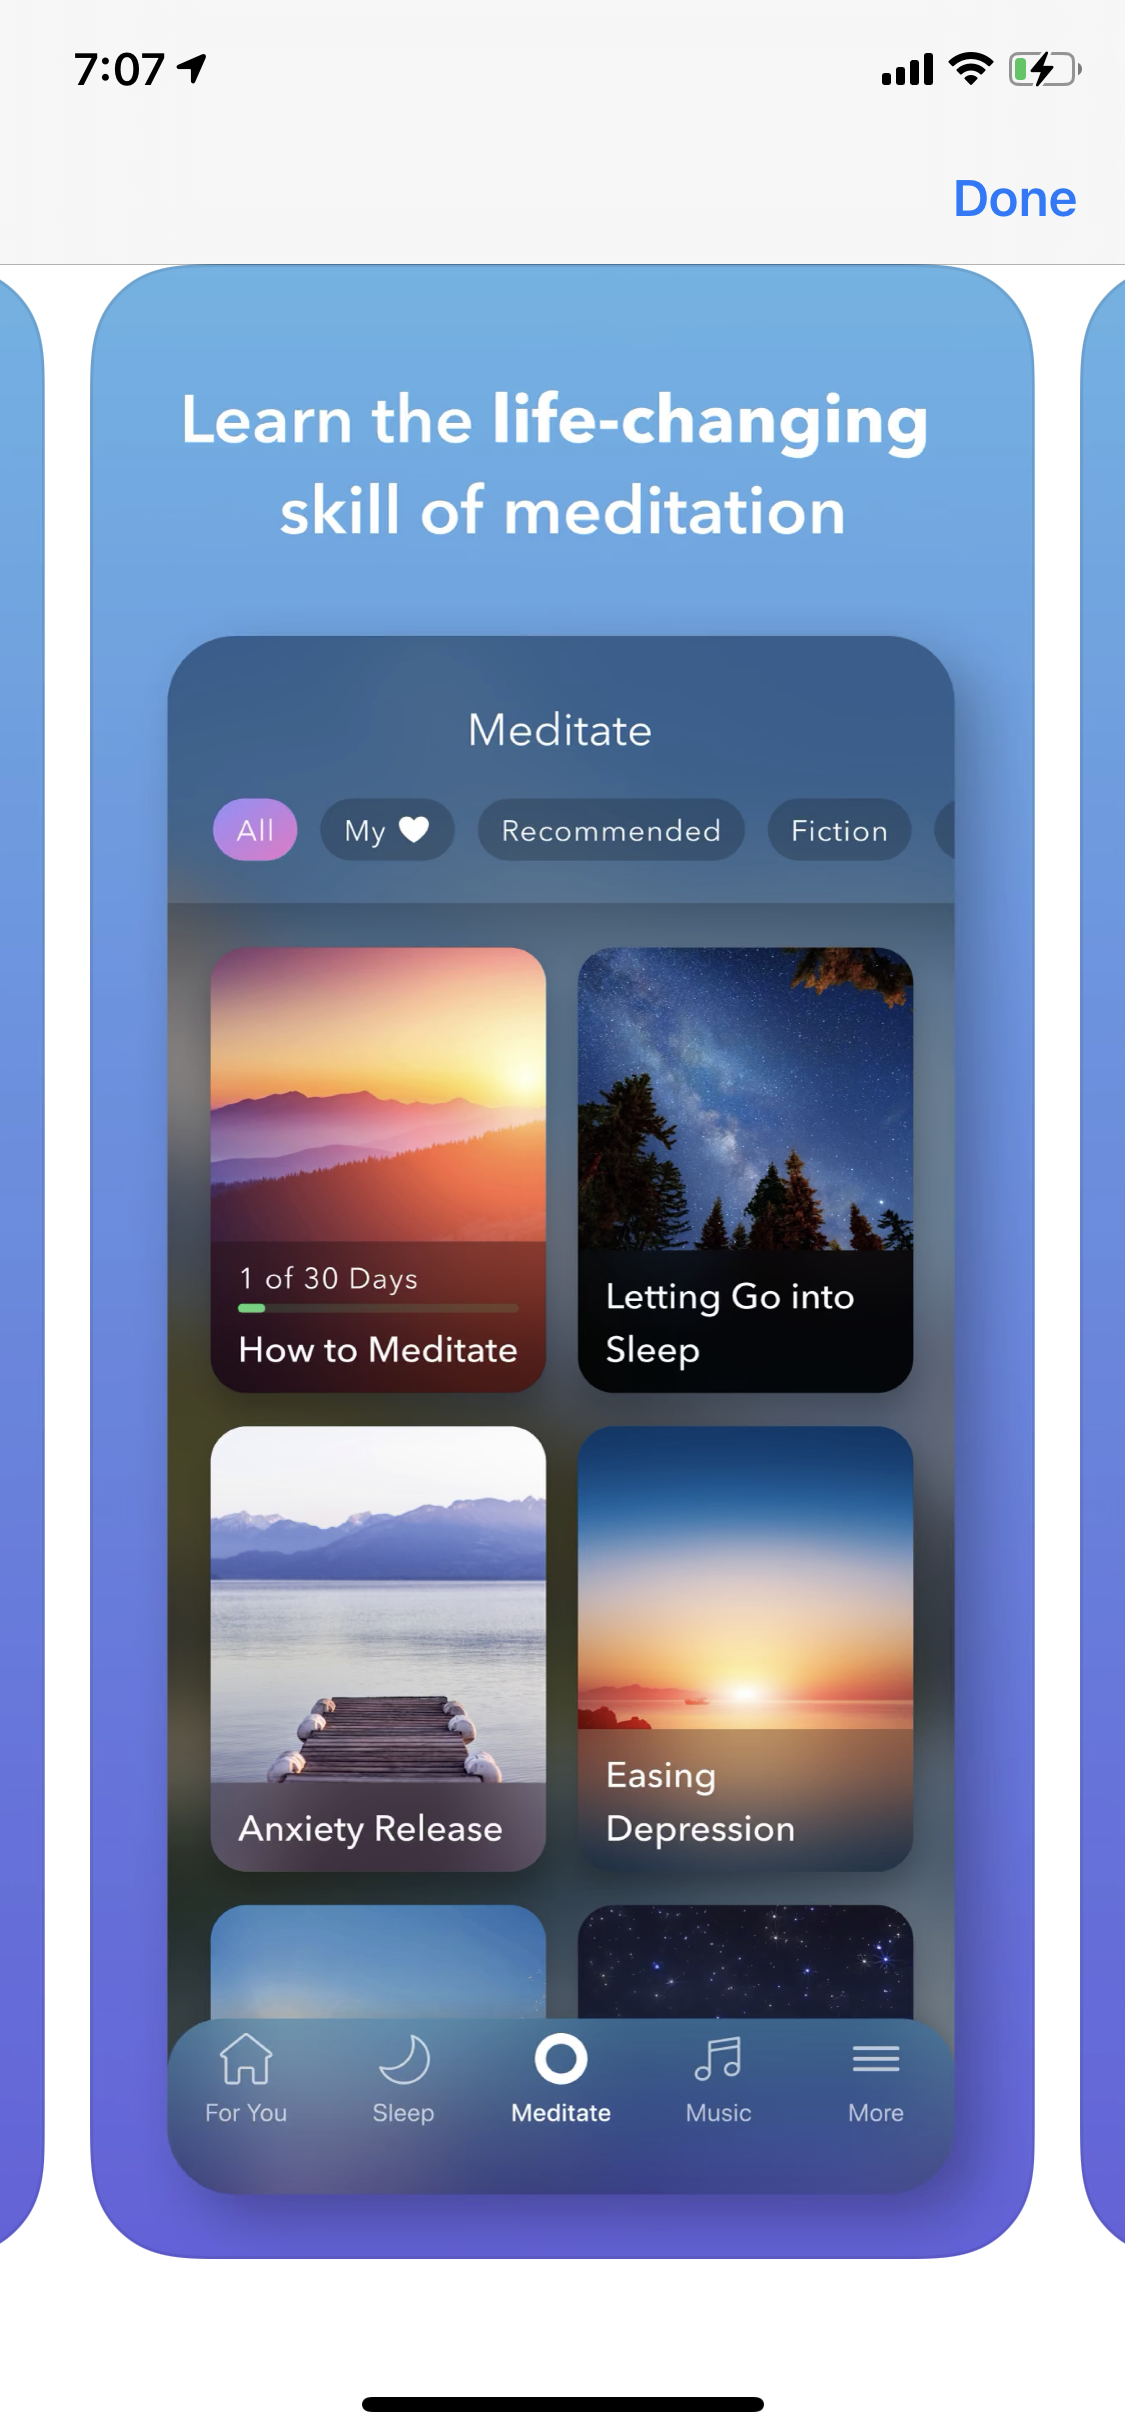 7:07
Done
Learn the life-changing
skill of meditation
Meditate
All
My
Recommended
Fiction
1 of 30 Days
How to Meditate
Letting Go into
Sleep
Anxiety Release
Easing
Depression
For You
Sleep
Meditate
Music
More